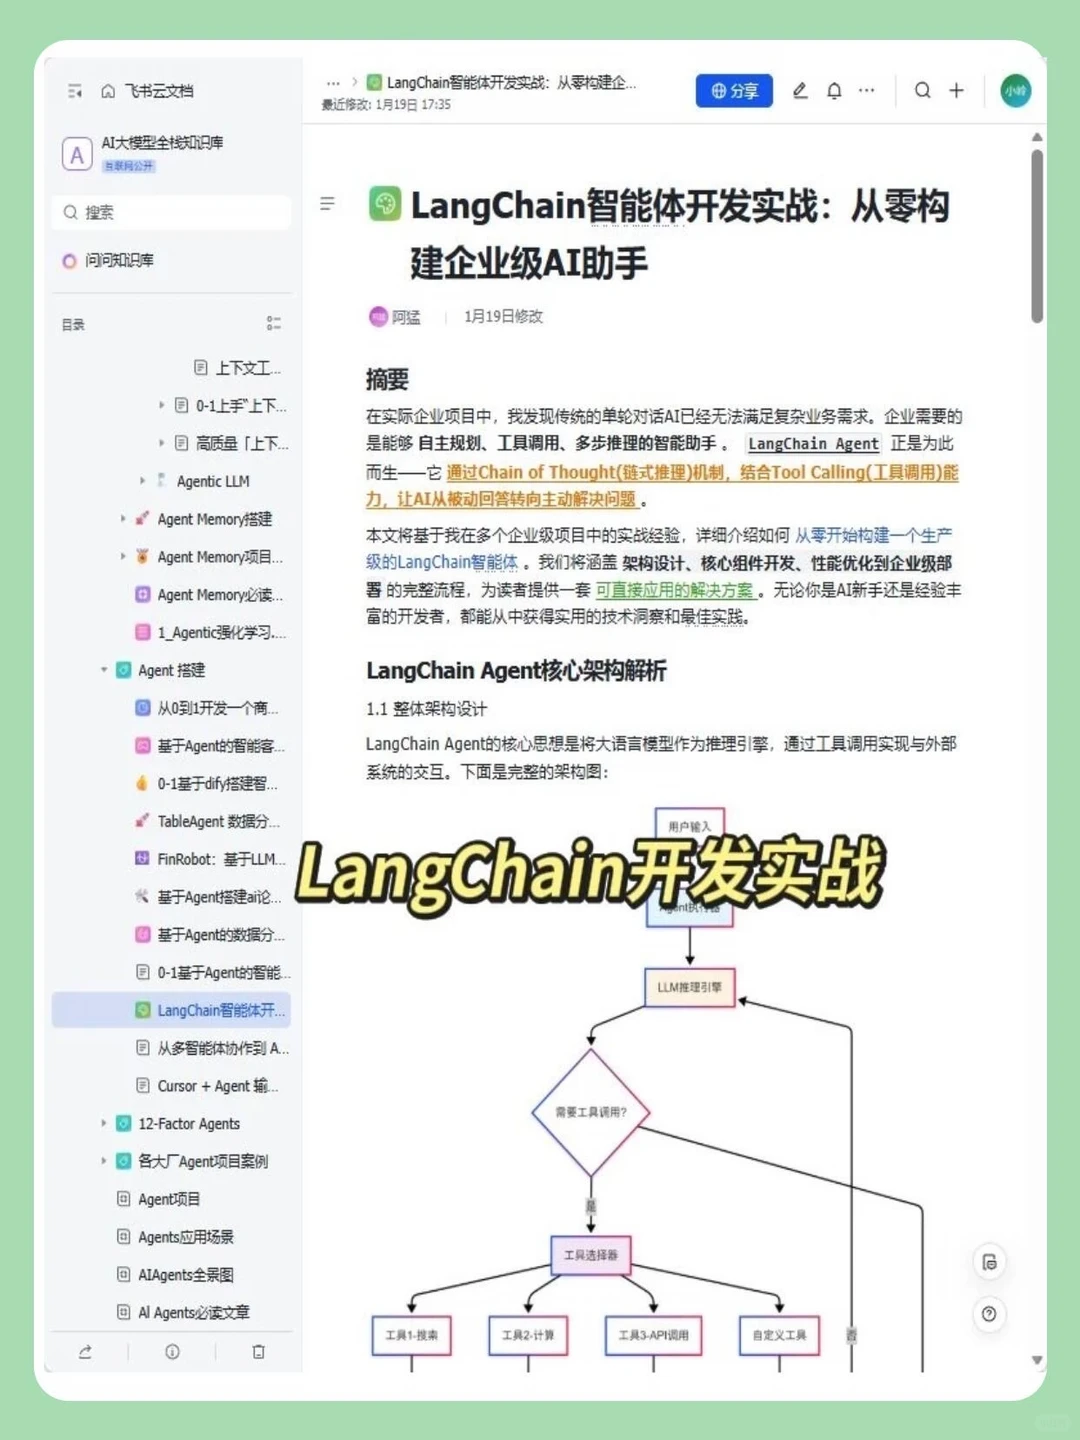 飞书云文档
AI大模型全栈知识库
互联网公开
搜索
问问知识库
目录
上下文工...
0-1上手“上下...
高质量「上下...
Agentic LLM
Agent Memory搭建
Agent Memory项目...
Agent Memory必读...
1_Agentic强化学习...
Agent 搭建
从0到1开发一个商...
基于Agent的智能客...
0-1基于dify搭建智...
TableAgent 数据分...
FinRobot：基于LLM...
基于Agent搭建ai论...
基于Agent的数据分...
0-1基于Agent的智能...
LangChain智能体开...
从多智能体协作到 A...
Cursor + Agent 输...
12-Factor Agents
各大厂Agent项目案例
Agent项目
Agents应用场景
AIAgents全景图
AI Agents必读文章
... > LangChain智能体开发实战：从零构建企...
最近修改: 1月19日 17:35
分享
小岭
LangChain智能体开发实战：从零构
建企业级AI助手
阿猛 | 1月19日修改
摘要
在实际企业项目中，我发现传统的单轮对话AI已经无法满足复杂业务需求。企业需要的
是能够 自主规划、工具调用、多步推理的智能助手 。 LangChain Agent 正是为此
而生——它 通过Chain of Thought(链式推理)机制，结合Tool Calling(工具调用)能
力，让AI从被动回答转向主动解决问题 。
本文将基于我在多个企业级项目中的实战经验，详细介绍如何 从零开始构建一个生产
级的LangChain智能体 。我们将涵盖 架构设计、核心组件开发、性能优化到企业级部
署 的完整流程，为读者提供一套 可直接应用的解决方案 。无论你是AI新手还是经验丰
富的开发者，都能从中获得实用的技术洞察和最佳实践。
LangChain Agent核心架构解析
1.1 整体架构设计
LangChain Agent的核心思想是将大语言模型作为推理引擎，通过工具调用实现与外部
系统的交互。下面是完整的架构图：
用户输入
LangChain开发实战
Agent执行器
LLM推理引擎
需要工具调用?
是
工具选择器
工具1-搜索
工具2-计算
工具3-API调用
自定义工具
否